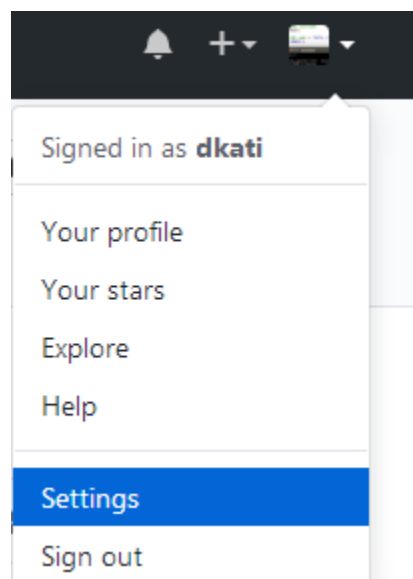 Signed in as dkati
Your profile
Your stars
Explore
Help
Settings
Sign out